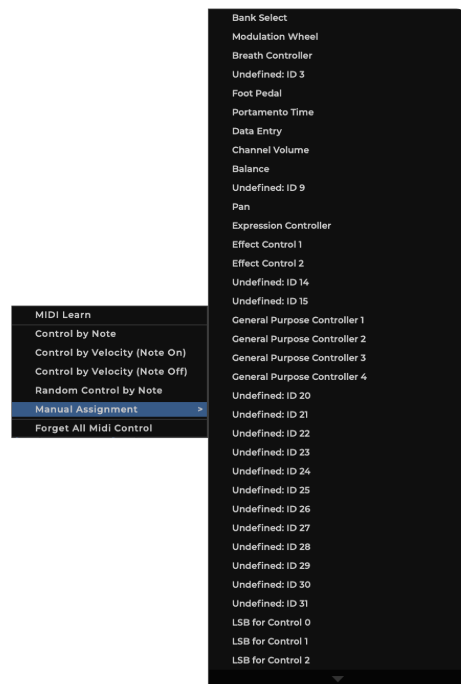 MIDI Learn
Control by Note
Control by Velocity (Note On)
Control by Velocity (Note Off)
Random Control by Note
Manual Assignment >
Forget All Midi Control
Bank Select
Modulation Wheel
Breath Controller
Undefined: ID 3
Foot Pedal
Portamento Time
Data Entry
Channel Volume
Balance
Undefined: ID 9
Pan
Expression Controller
Effect Control 1
Effect Control 2
Undefined: ID 14
Undefined: ID 15
General Purpose Controller 1
General Purpose Controller 2
General Purpose Controller 3
General Purpose Controller 4
Undefined: ID 20
Undefined: ID 21
Undefined: ID 22
Undefined: ID 23
Undefined: ID 24
Undefined: ID 25
Undefined: ID 26
Undefined: ID 27
Undefined: ID 28
Undefined: ID 29
Undefined: ID 30
Undefined: ID 31
LSB for Control 0
LSB for Control 1
LSB for Control 2